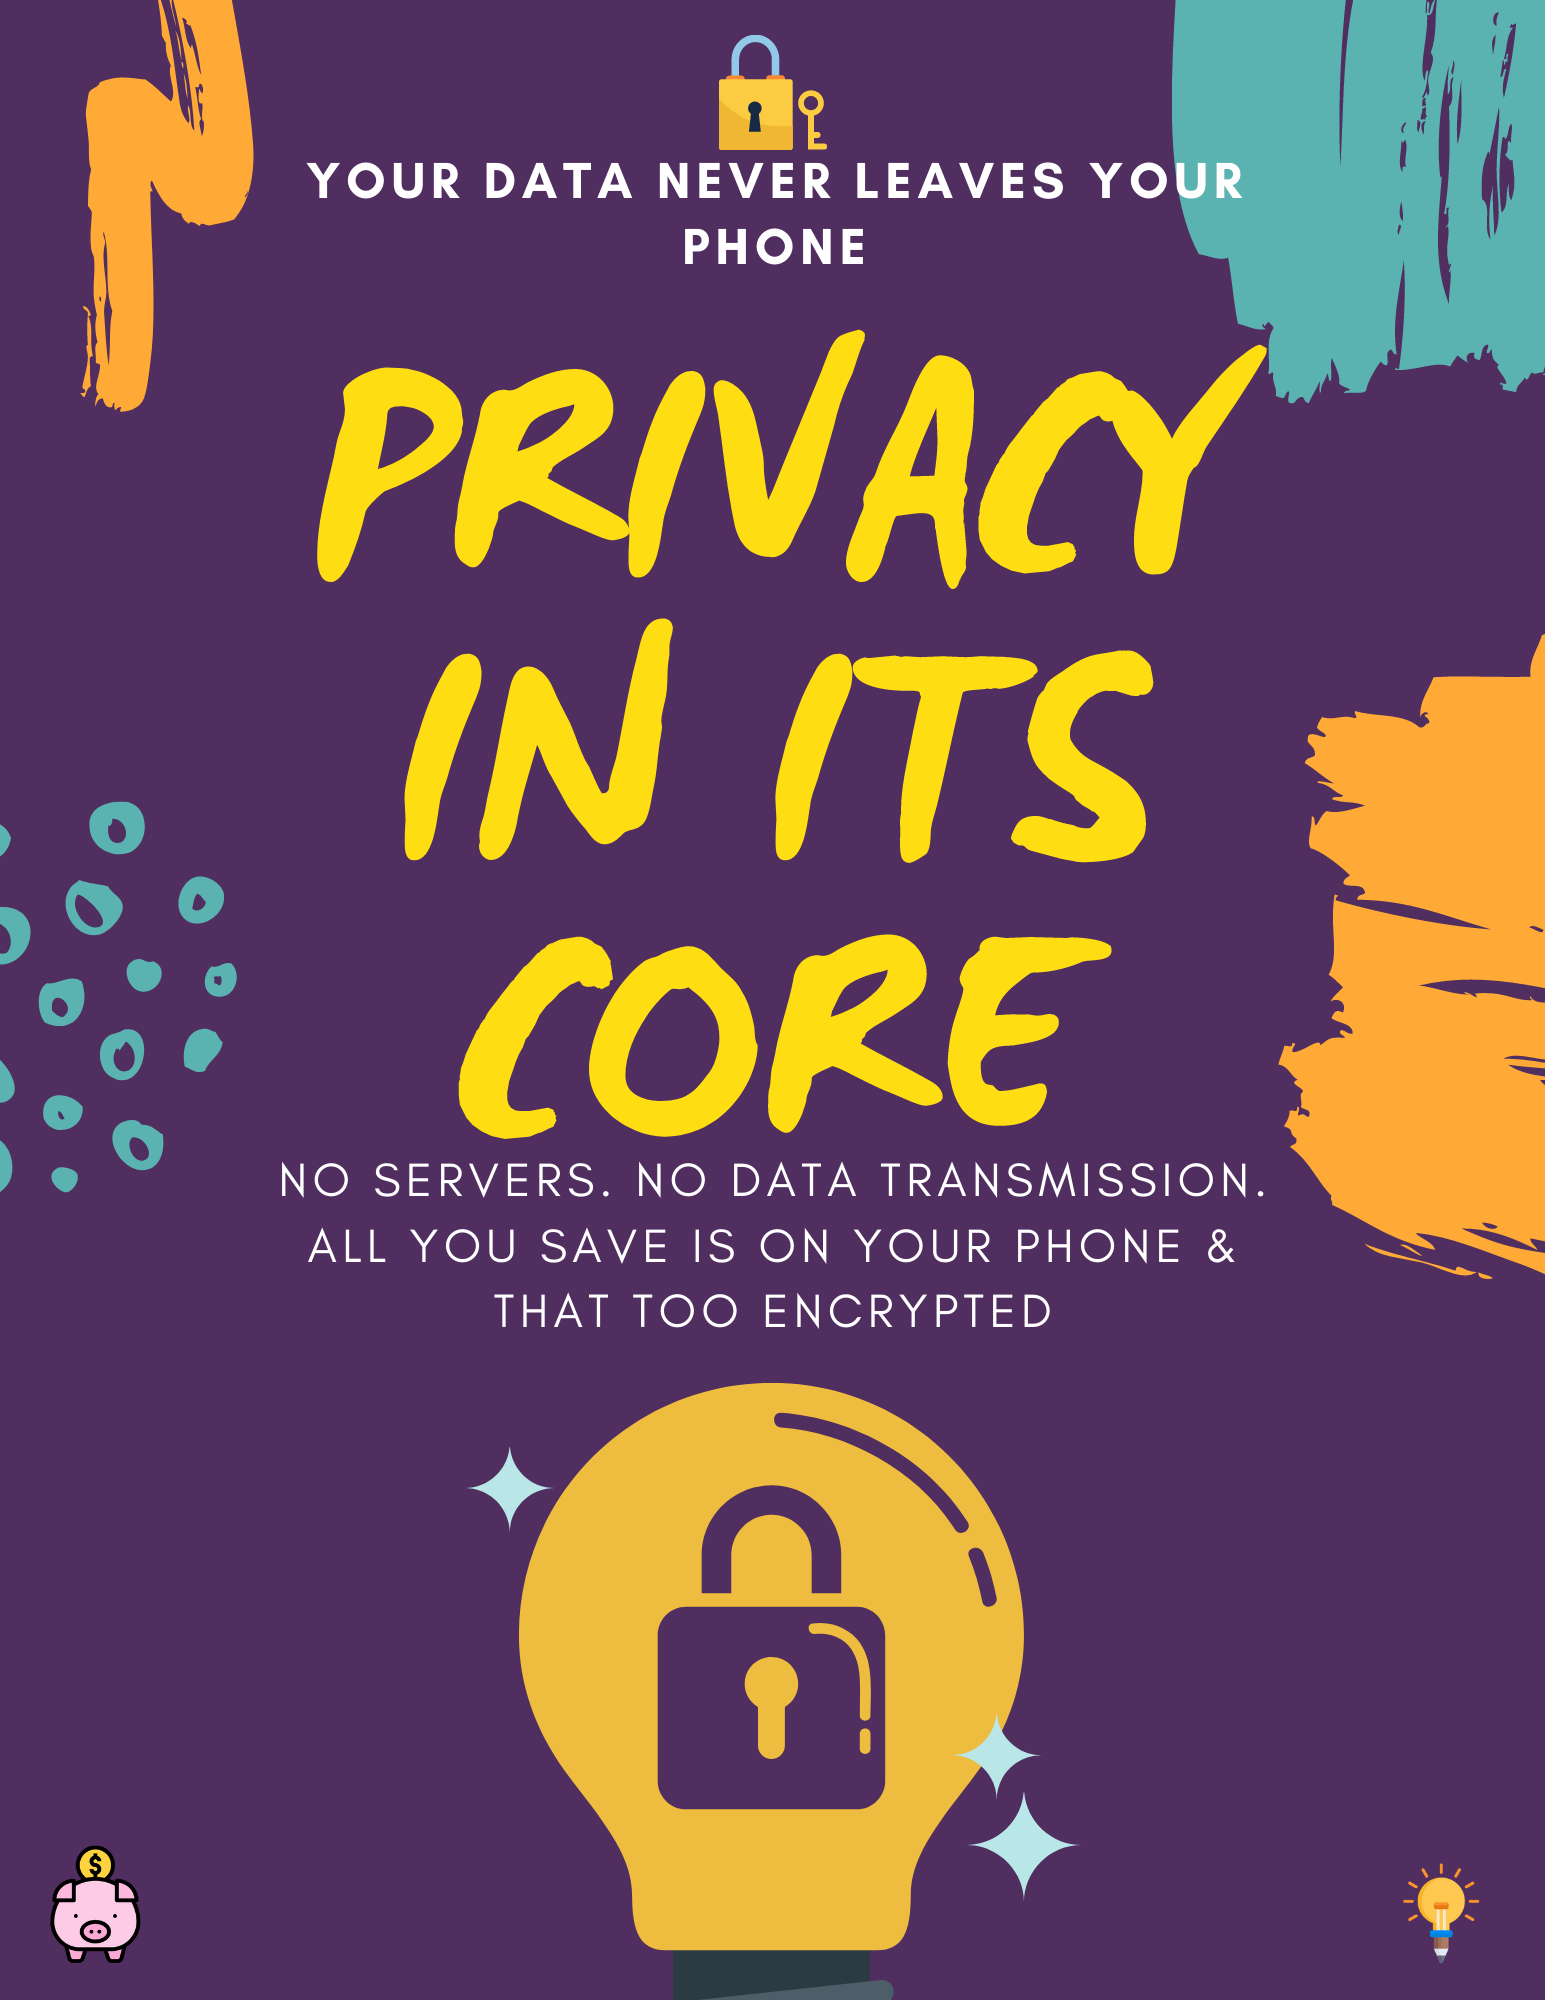 YOUR DATA NEVER LEAVES YOUR
PHONE
PRIVACY
IN ITS
CORE
NO SERVERS. NO DATA TRANSMISSION.
ALL YOU SAVE IS ON YOUR PHONE &
THAT TOO ENCRYPTED
$